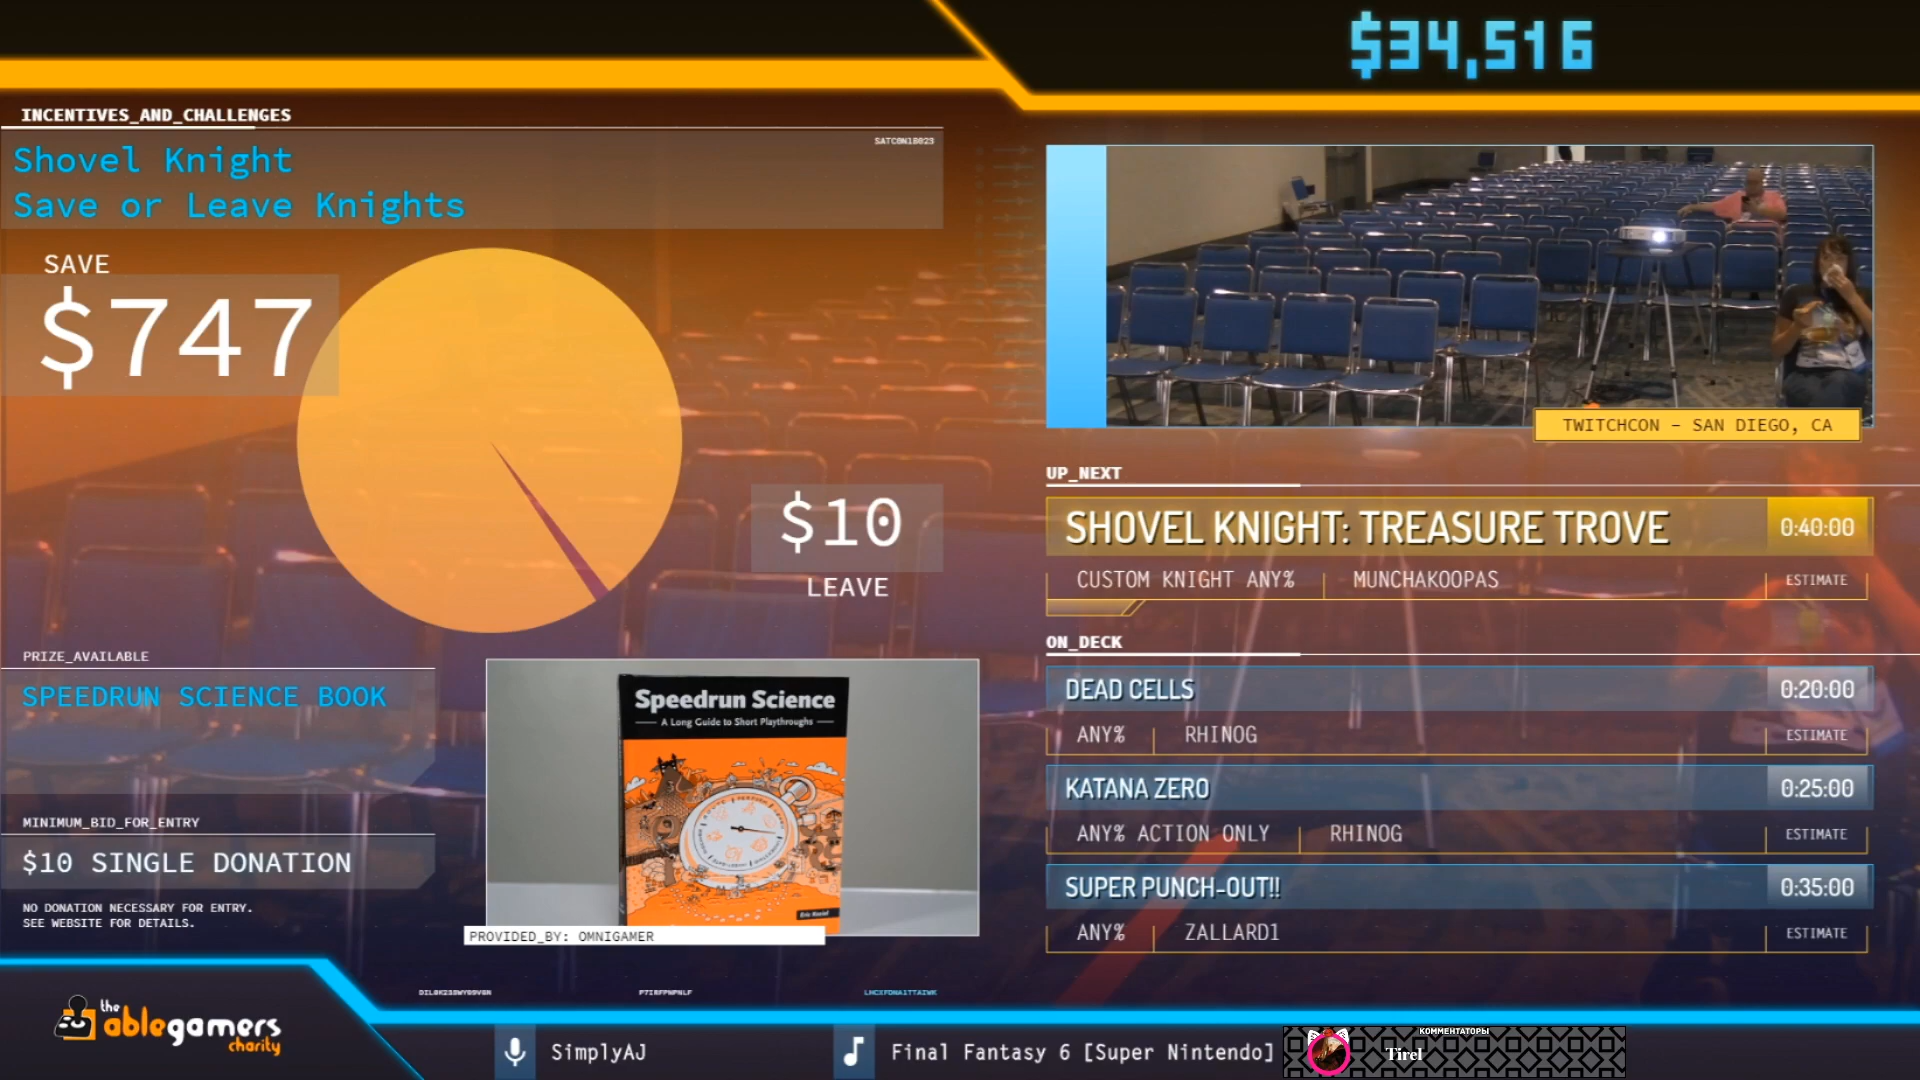 $34,516
INCENTIVES_AND_CHALLENGES
Shovel Knight
Save or Leave Knights
SAVE
$747
$10
LEAVE
PRIZE_AVAILABLE
SPEEDRUN SCIENCE BOOK
MINIMUM_BID_FOR_ENTRY
$10 SINGLE DONATION
NO DONATION NECESSARY FOR ENTRY.
SEE WEBSITE FOR DETAILS.
Speedrun Science
A Long Guide to Short Playthroughs
PROVIDED_BY: OMNIGAMER
TWITCHCON - SAN DIEGO, CA
UP_NEXT
SHOVEL KNIGHT: TREASURE TROVE 0:40:00
CUSTOM KNIGHT ANY% MUNCHAKOOPAS ESTIMATE
ON_DECK
DEAD CELLS 0:20:00
ANY% RHINOG ESTIMATE
KATANA ZERO 0:25:00
ANY% ACTION ONLY RHINOG ESTIMATE
SUPER PUNCH-OUT!! 0:35:00
ANY% ZALLARD1 ESTIMATE
the
ablegamers
charity
SimplyAJ
Final Fantasy 6 [Super Nintendo]
КОММЕНТАТОРЫ
Tirel